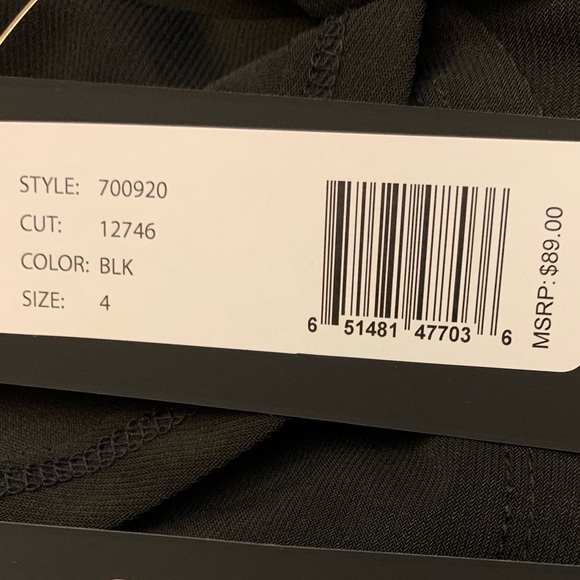 STYLE: 700920
CUT: 12746
COLOR: BLK
SIZE: 4
6 51481 47703 6
MSRP: $89.00